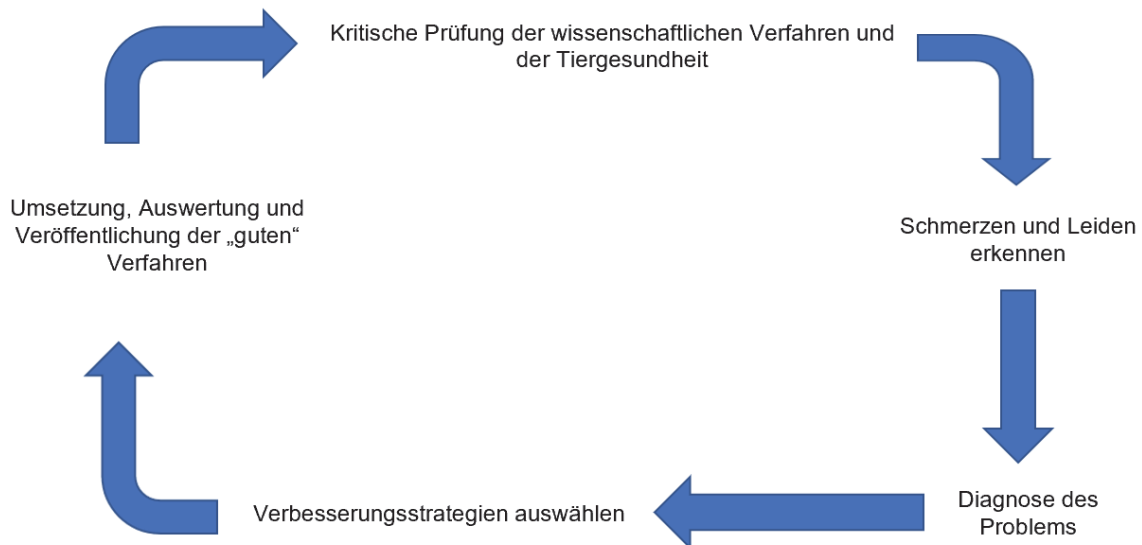 Kritische Prüfung der wissenschaftlichen Verfahren und
der Tiergesundheit
Schmerzen und Leiden
erkennen
Diagnose des
Problems
Verbesserungsstrategien auswählen
Umsetzung, Auswertung und
Veröffentlichung der „guten“
Verfahren